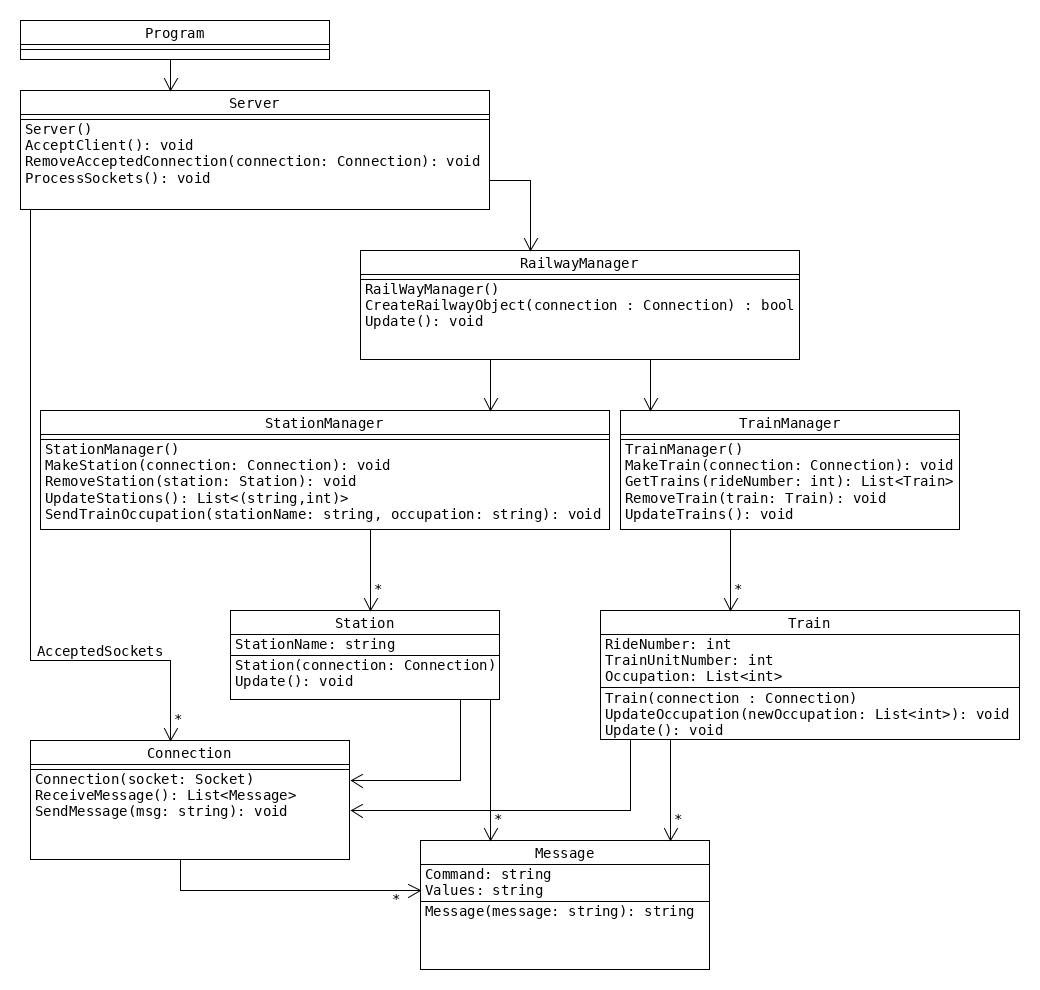 Program
Server
Server()
AcceptClient(): void
RemoveAcceptedConnection(connection: Connection): void
ProcessSockets(): void
RailwayManager
RailWayManager()
CreateRailwayObject(connection : Connection) : bool
Update(): void
StationManager
StationManager()
MakeStation(connection: Connection): void
RemoveStation(station: Station): void
UpdateStations(): List<(string,int)>
SendTrainOccupation(stationName: string, occupation: string): void
TrainManager
TrainManager()
MakeTrain(connection: Connection): void
GetTrains(rideNumber: int): List<Train>
RemoveTrain(train: Train): void
UpdateTrains(): void
*
*
Station
StationName: string
Station(connection: Connection)
Update(): void
Train
RideNumber: int
TrainUnitNumber: int
Occupation: List<int>
Train(connection : Connection)
UpdateOccupation(newOccupation: List<int>): void
Update(): void
AcceptedSockets
*
Connection
Connection(socket: Socket)
ReceiveMessage(): List<Message>
SendMessage(msg: string): void
*
*
*
Message
Command: string
Values: string
Message(message: string): string